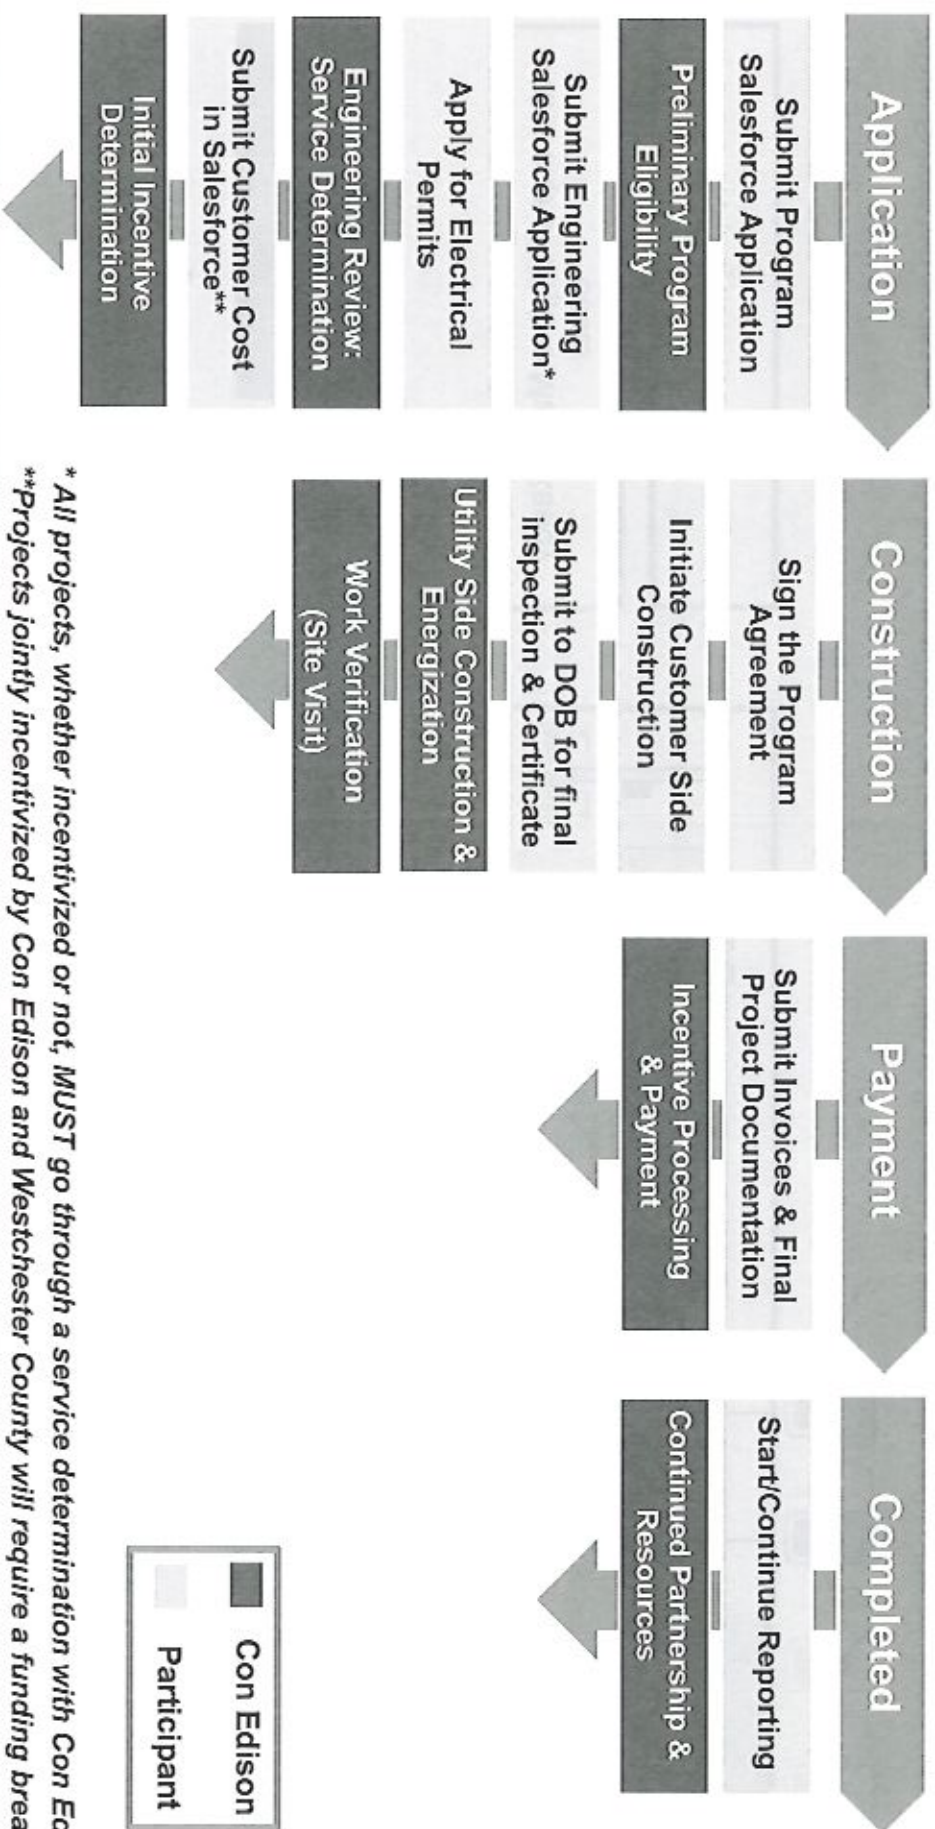 Application
Submit Program
Salesforce Application
Preliminary Program
Eligibility
Submit Engineering
Salesforce Application*
Apply for Electrical
Permits
Engineering Review:
Service Determination
Submit Customer Cost
in Salesforce**
Initial Incentive
Determination
Construction
Sign the Program
Agreement
Initiate Customer Side
Construction
Submit to DOB for final
inspection & Certificate
Utility Side Construction &
Energization
Work Verification
(Site Visit)
Payment
Submit Invoices & Final
Project Documentation
Incentive Processing
& Payment
Completed
Start/Continue Reporting
Continued Partnership &
Resources
Con Edison
Participant
* All projects, whether incentivized or not, MUST go through a service determination with Con
**Projects jointly incentivized by Con Edison and Westchester County will require a funding